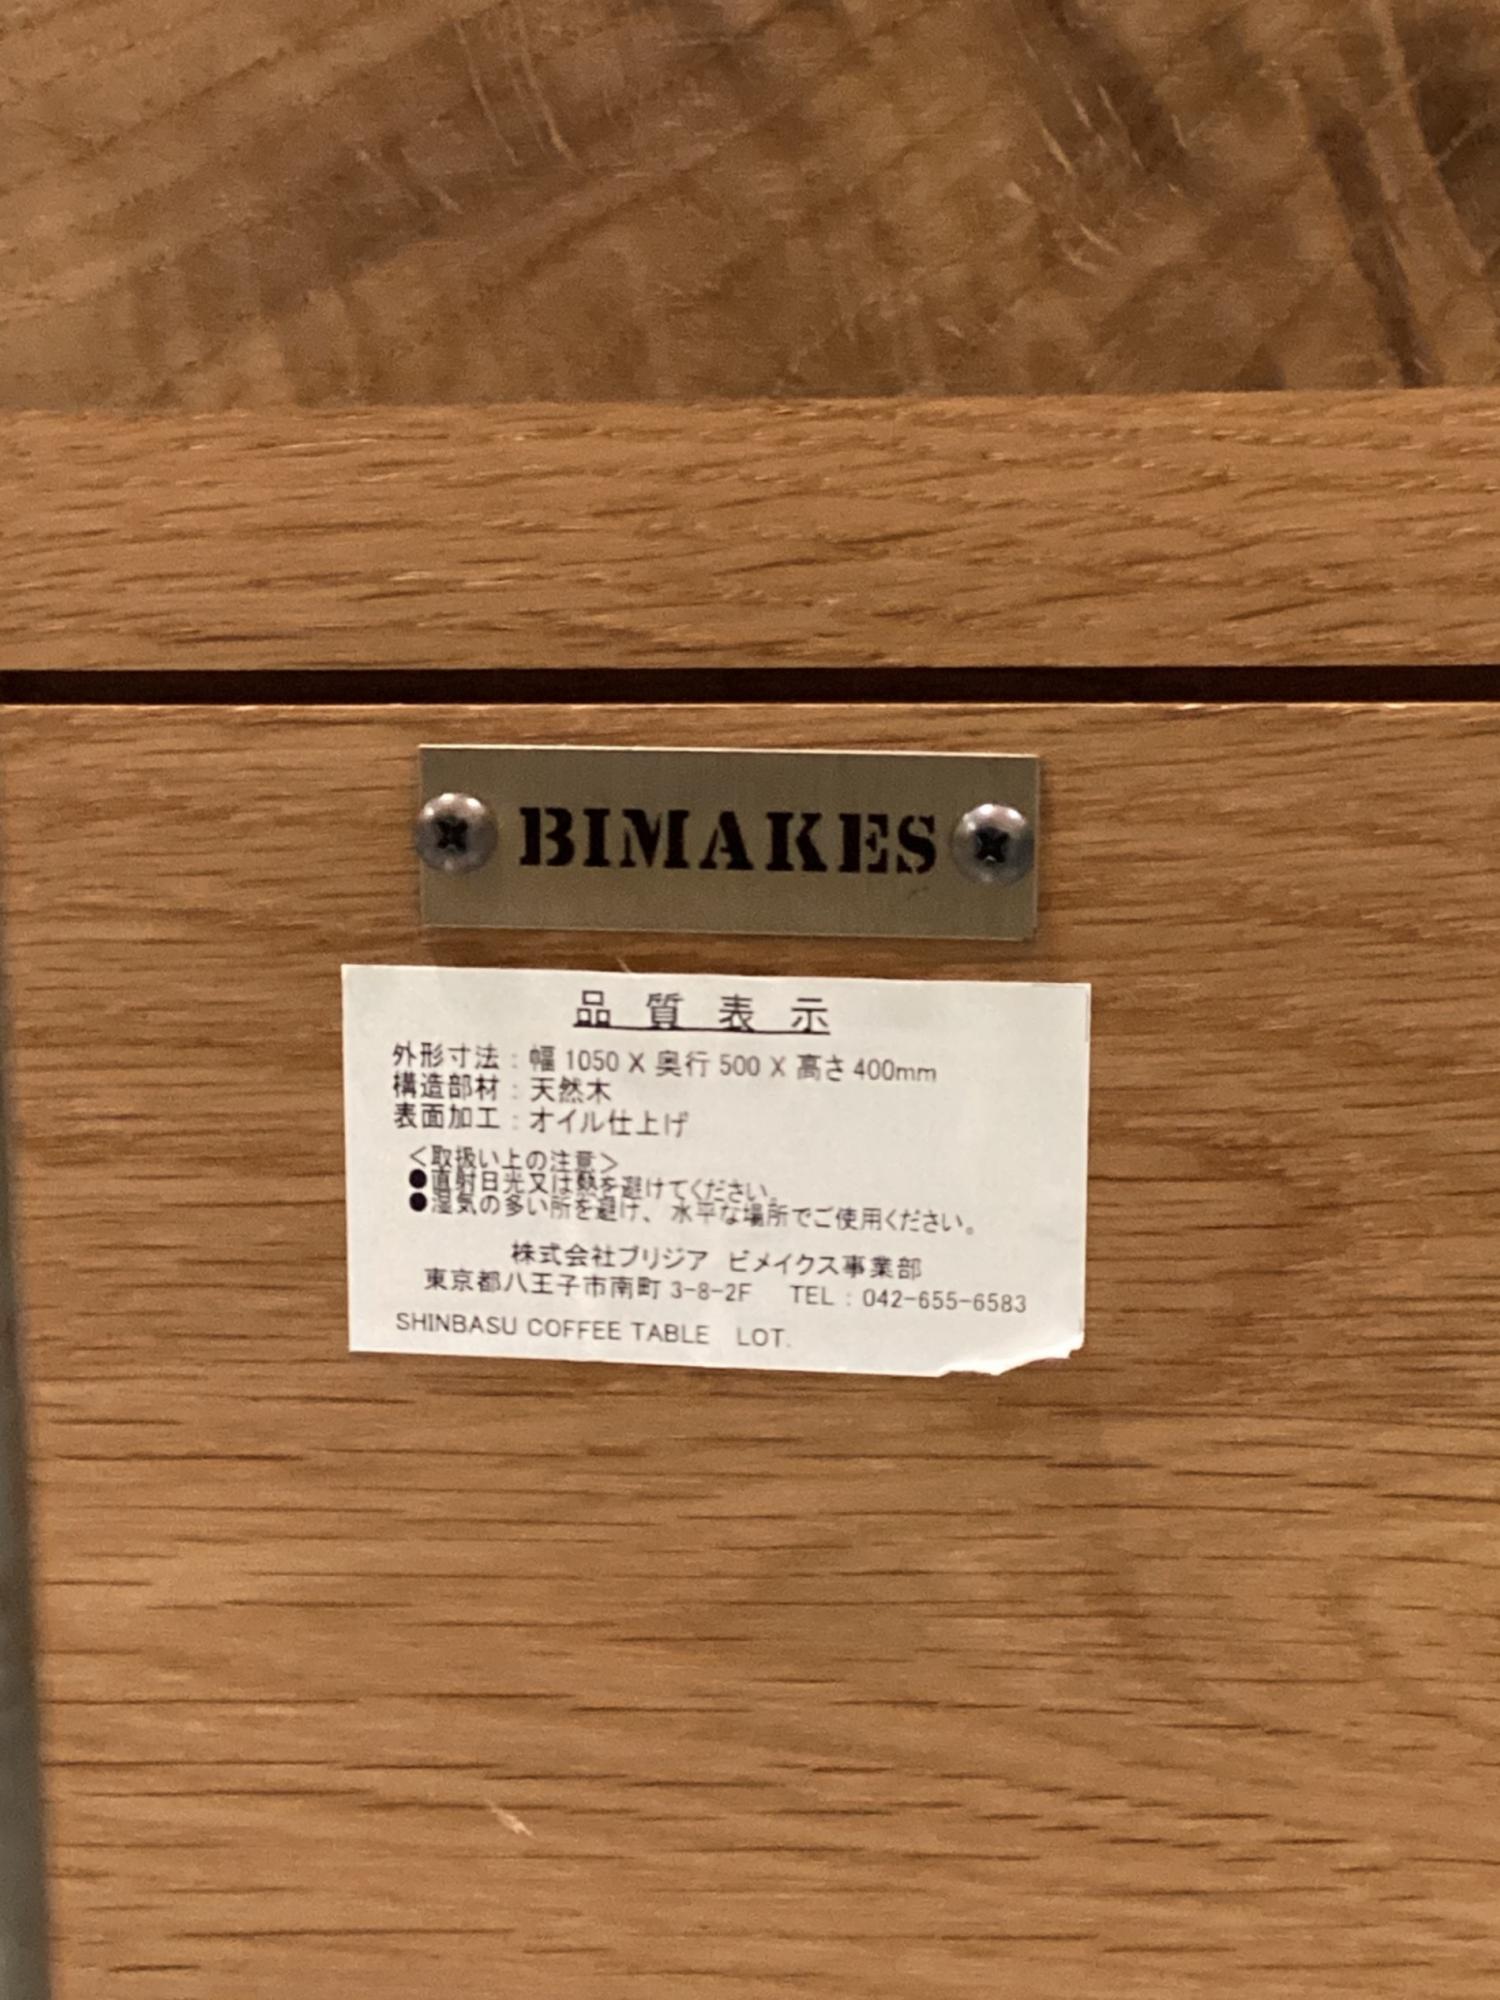 BIMAKES
品質表示
外形寸法：幅 1050 X 奥行 500 X 高さ 400mm
構造部材：天然木
表面加工：オイル仕上げ
＜取扱い上の注意＞
●直射日光又は熱を避けてください。
●湿気の多い所を避け、水平な場所でご使用ください。
株式会社ブリジア ビメイクス事業部
東京都八王子市南町 3-8-2F TEL：042-655-6583
SHINBASU COFFEE TABLE LOT.